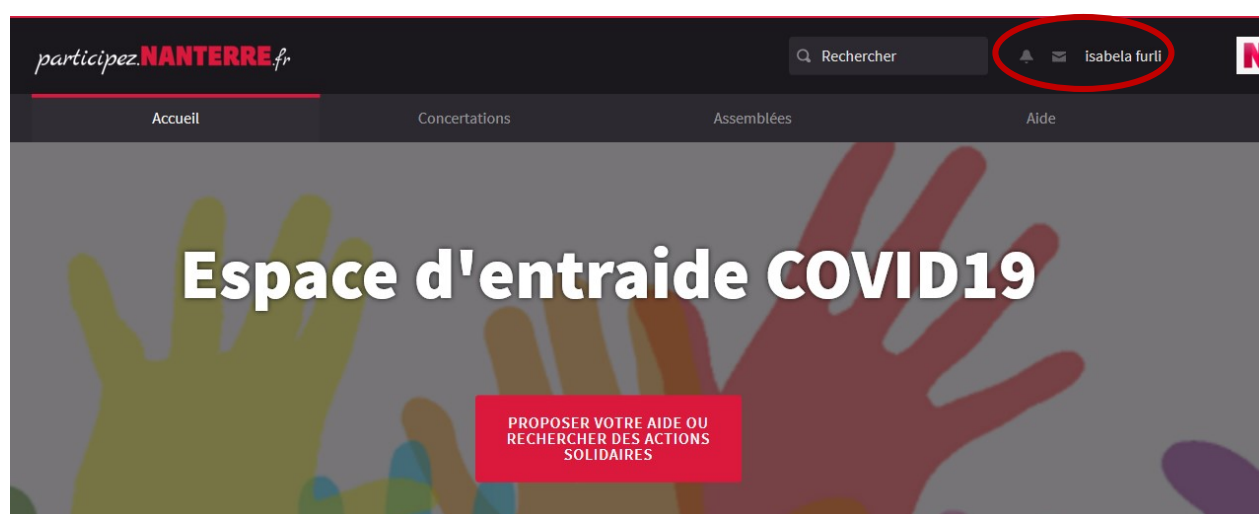 participez.NANTERRE.fr
Rechercher
isabela furli
N
Accueil
Concertations
Assemblées
Aide
Espace d'entraide COVID19
PROPOSER VOTRE AIDE OU
RECHERCHER DES ACTIONS
SOLIDAIRES